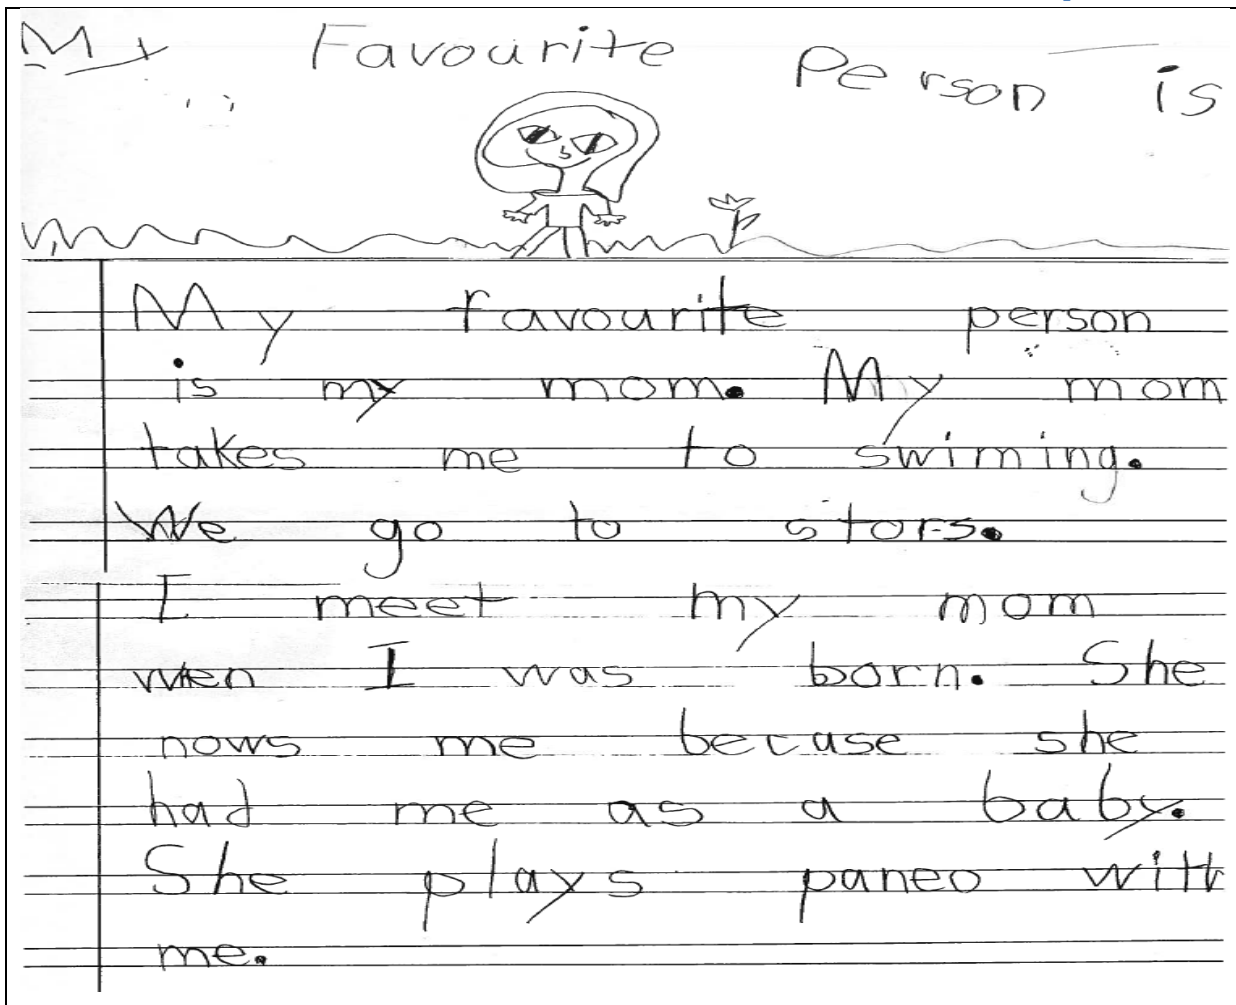 My Favourite Person is
My favourite person
is my mom. My mom
takes me to swiming.
We go to stors.
I meet my mom
when I was born. She
nows me becuase she
had me as a baby.
She plays paneo with
me.